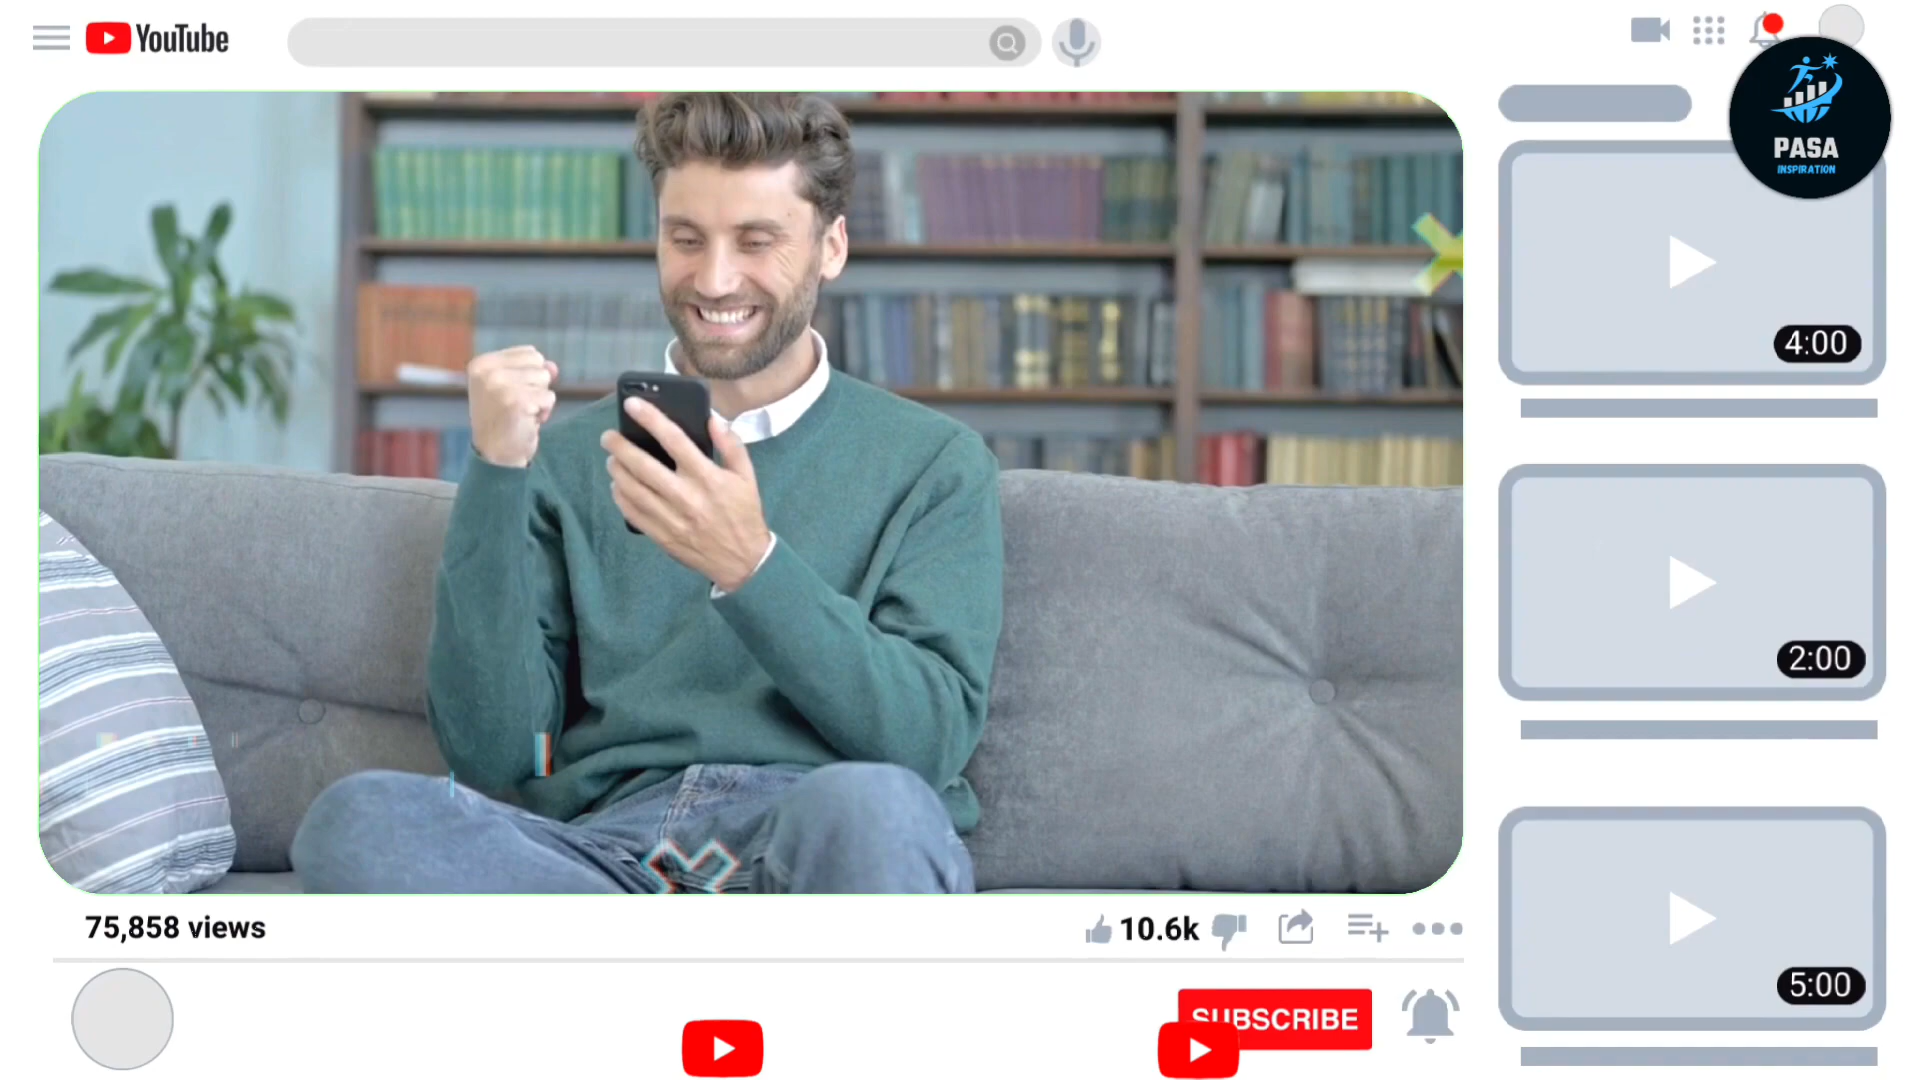 YouTube
PASA
INSPIRATION
4:00
2:00
75,858 views
10.6k
5:00
SUBSCRIBE